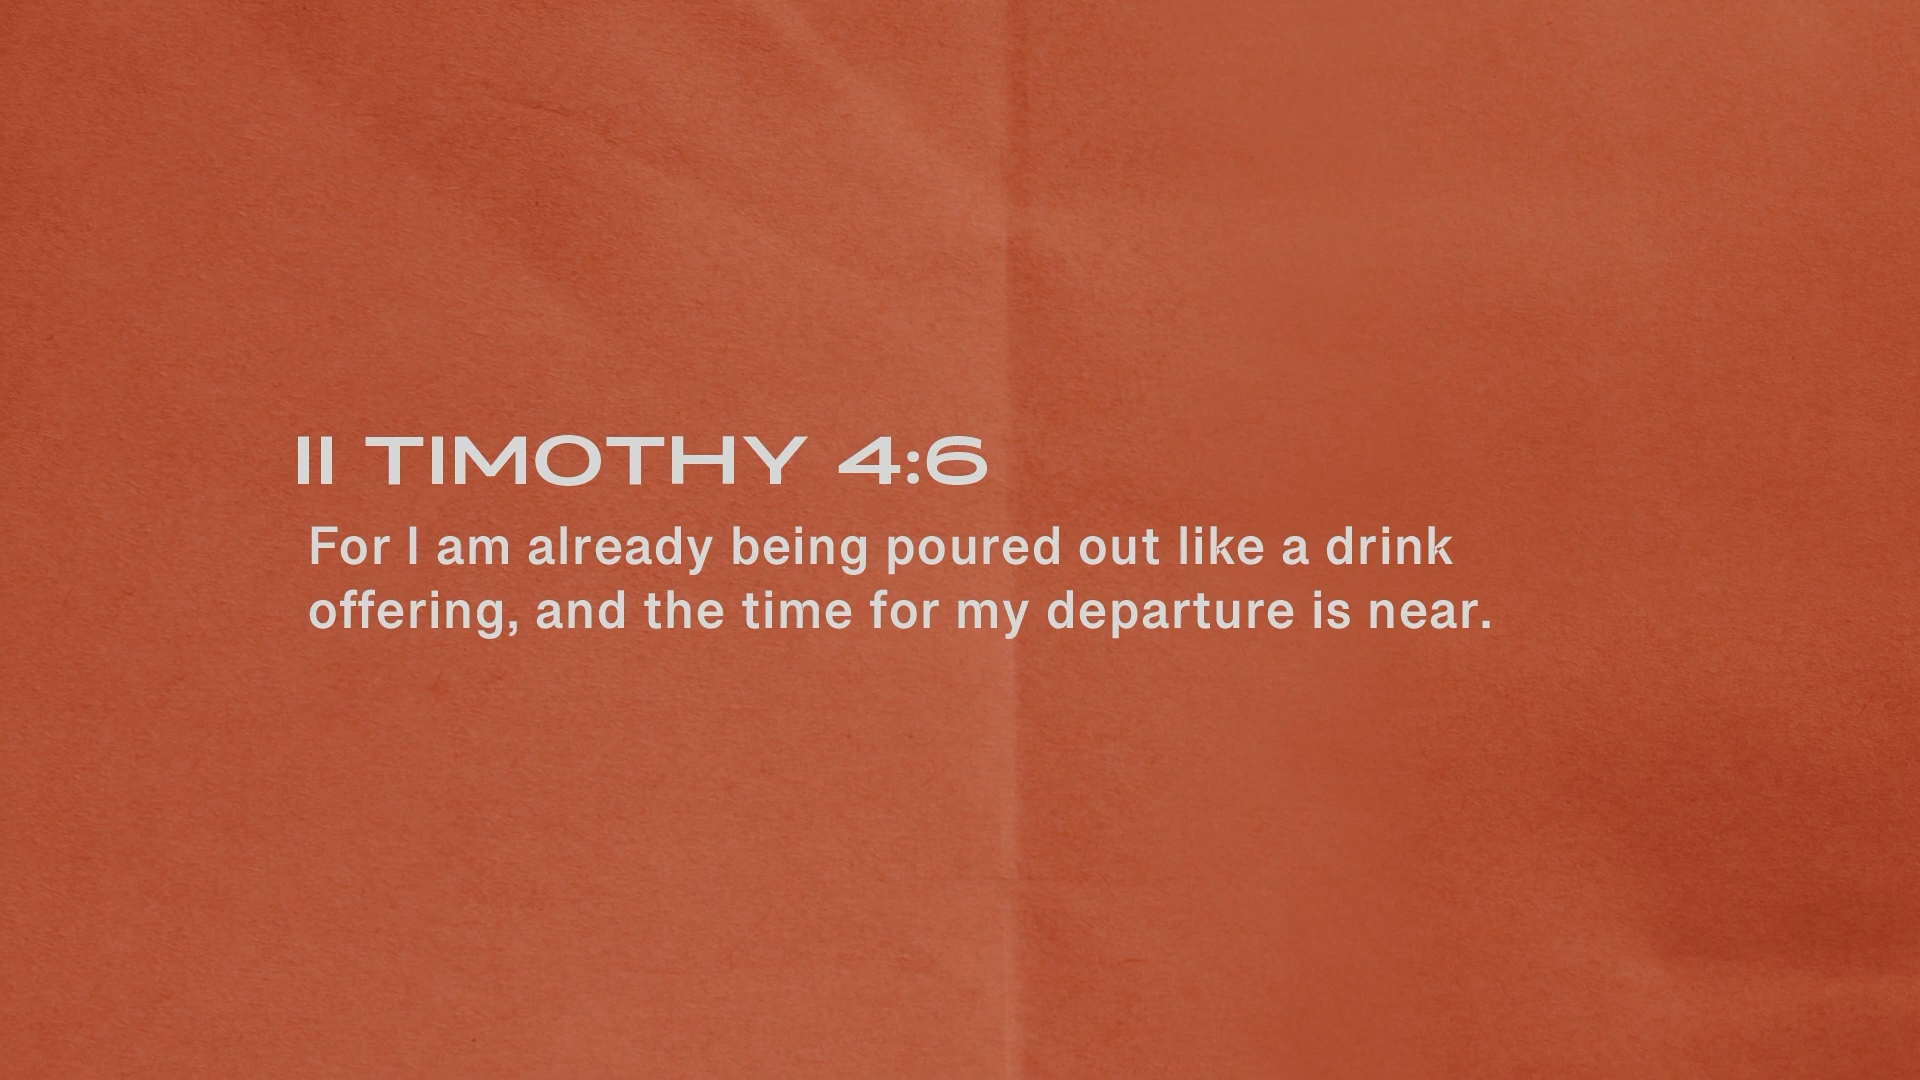 II TIMOTHY 4:6
For I am already being poured out like a drink
offering, and the time for my departure is near.